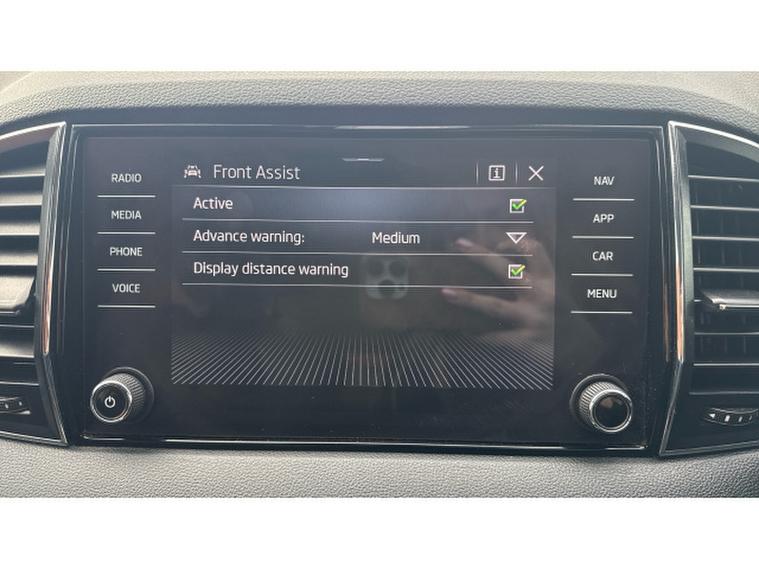 Front Assist
Active
Advance warning: Medium
Display distance warning
RADIO
MEDIA
PHONE
VOICE
NAV
APP
CAR
MENU